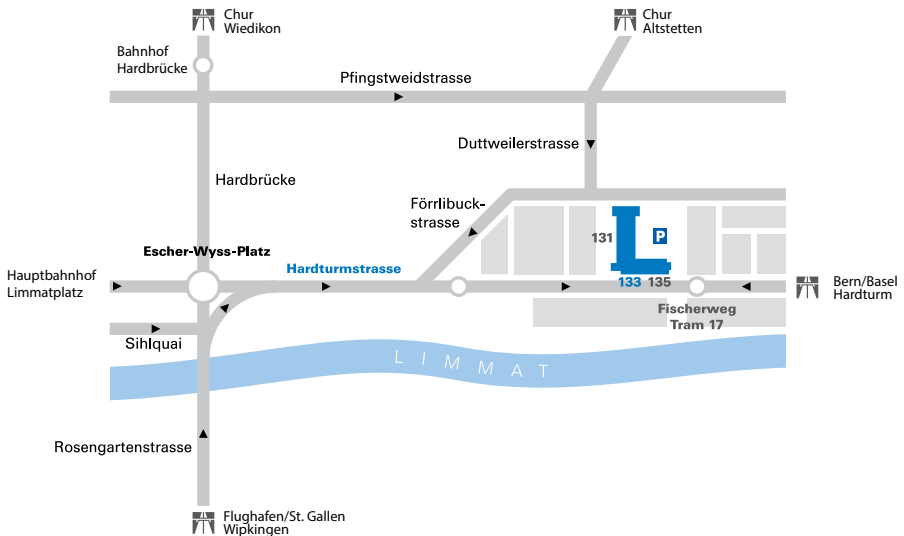 Chur
Wiedikon
Chur
Altstetten
Bahnhof
Hardbrücke
Pfingstweidstrasse
Duttweilerstrasse
Hardbrücke
Förrlibuck-
strasse
131
P
Escher-Wyss-Platz
Hauptbahnhof
Limmatplatz
Hardturmstrasse
133 135
Bern/Basel
Hardturm
Fischerweg
Tram 17
Sihlquai
LIMMAT
Rosengartenstrasse
Flughafen/St. Gallen
Wipkingen